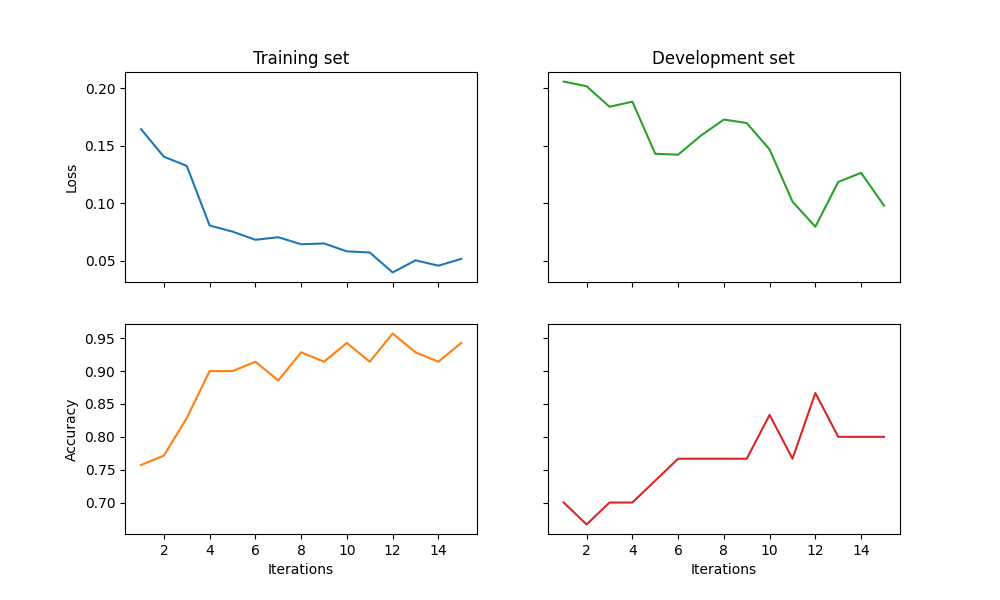 Training set
Development set
Loss
0.20
0.15
0.10
0.05
Accuracy
0.95
0.90
0.85
0.80
0.75
0.70
2 4 6 8 10 12 14
Iterations
2 4 6 8 10 12 14
Iterations